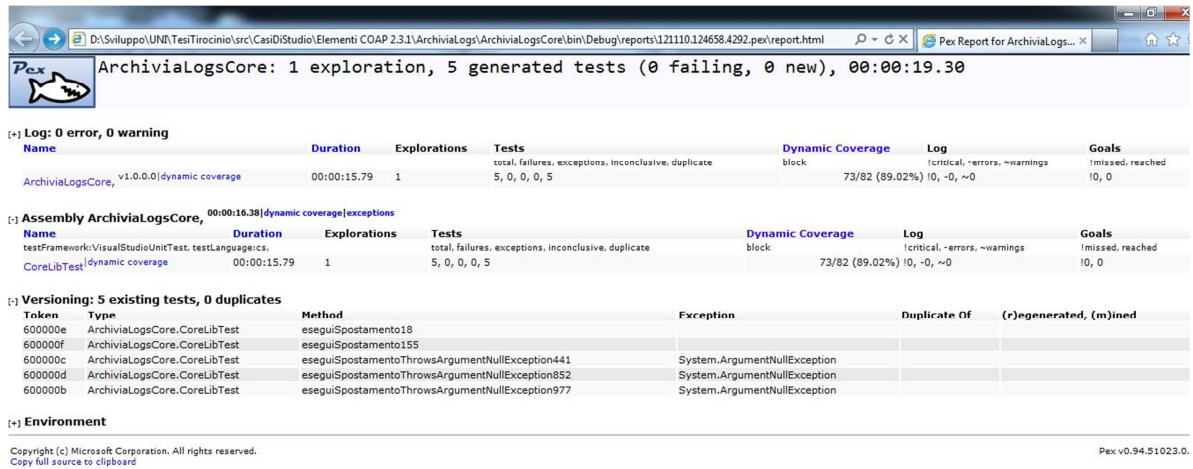 D:\Sviluppo\UNI\TesiTirocinio\src\CasiDiStudio\Elementi COAP 2.3.1\ArchiviaLogs\ArchiviaLogsCore\bin\Debug\reports\121110.124658.4292.pex\report.html
Pex Report for ArchiviaLogs...
Pex
ArchiviaLogsCore: 1 exploration, 5 generated tests (0 failing, 0 new), 00:00:19.30
[+] Log: 0 error, 0 warning
Name Duration Explorations Tests Dynamic Coverage Log Goals
total, failures, exceptions, inconclusive, duplicate block !critical, -errors, ~warnings !missed, reached
ArchiviaLogsCore, v1.0.0.0|dynamic coverage 00:00:15.79 1 5, 0, 0, 0, 5 73/82 (89.02%) !0, -0, ~0 !0, 0
[-] Assembly ArchiviaLogsCore, 00:00:16.38|dynamic coverage|exceptions
Name Duration Explorations Tests Dynamic Coverage Log Goals
testFramework:VisualStudioUnitTest, testLanguage:cs, total, failures, exceptions, inconclusive, duplicate block !critical, -errors, ~warnings !missed, reached
CoreLibTest|dynamic coverage 00:00:15.79 1 5, 0, 0, 0, 5 73/82 (89.02%) !0, -0, ~0 !0, 0
[-] Versioning: 5 existing tests, 0 duplicates
Token Type Method Exception Duplicate Of (r)egenerated, (m)ined
600000e ArchiviaLogsCore.CoreLibTest eseguiSpostamento18
600000f ArchiviaLogsCore.CoreLibTest eseguiSpostamento155
600000c ArchiviaLogsCore.CoreLibTest eseguiSpostamentoThrowsArgumentNullException441 System.ArgumentNullException
600000d ArchiviaLogsCore.CoreLibTest eseguiSpostamentoThrowsArgumentNullException852 System.ArgumentNullException
600000b ArchiviaLogsCore.CoreLibTest eseguiSpostamentoThrowsArgumentNullException977 System.ArgumentNullException
[+] Environment
Copyright (c) Microsoft Corporation. All rights reserved. Pex v0.94.51023.0.
Copy full source to clipboard